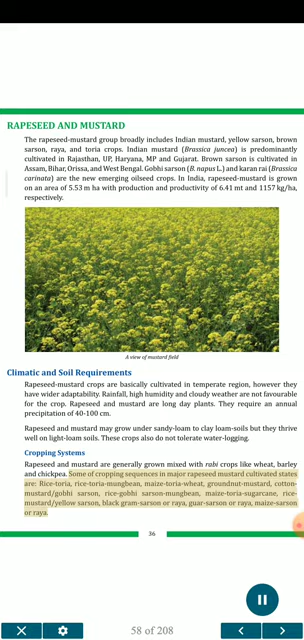 RAPESEED AND MUSTARD
The rapeseed-mustard group broadly includes Indian mustard, yellow sarson, brown
sarson, raya, and toria crops. Indian mustard (Brassica juncea) is predominantly
cultivated in Rajasthan, UP, Haryana, MP and Gujarat. Brown sarson is cultivated in
Assam, Bihar, Orissa, and West Bengal. Gobhi sarson (B. napus L.) and karan rai (Brassica
carinata) are the new emerging oilseed crops. In India, rapeseed-mustard is grown
on an area of 5.53 m ha with production and productivity of 6.41 mt and 1157 kg/ha,
respectively.
A view of mustard field
Climatic and Soil Requirements
Rapeseed-mustard crops are basically cultivated in temperate region, however they
have wider adaptability. Rainfall, high humidity and cloudy weather are not favourable
for the crop. Rapeseed and mustard are long day plants. They require an annual
precipitation of 40-100 cm.
Rapeseed and mustard may grow under sandy-loam to clay loam-soils but they thrive
well on light-loam soils. These crops also do not tolerate water-logging.
Cropping Systems
Rapeseed and mustard are generally grown mixed with rabi crops like wheat, barley
and chickpea. Some of cropping sequences in major rapeseed mustard cultivated states
are: Rice-toria, rice-toria-mungbean, maize-toria-wheat, groundnut-mustard, cotton-
mustard/gobhi sarson, rice-gobhi sarson-mungbean, maize-toria-sugarcane, rice-
mustard/yellow sarson, black gram-sarson or raya, guar-sarson or raya, maize-sarson
or raya.
36
58 of 208